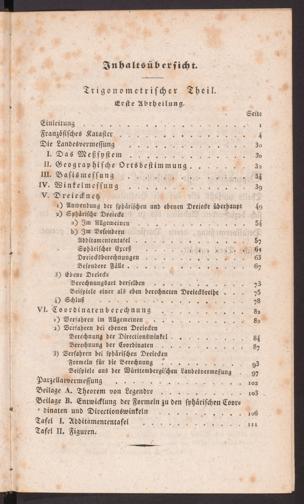 Inhaltsübersicht.
Trigonometrischer Theil.
Erste Abtheilung.
Seite
Einleitung 1
Französisches Kataster 4
Die Landesvermessung 30
I. Das Meßsystem 30
II. Geographische Ortsbestimmung 32
III. Basismessung 34
IV. Winkelmessung 39
V. Dreiecknetz
1) Anwendung der sphärischen und ebenen Dreiecke überhaupt 49
2) Sphärische Dreiecke
a) Im Allgemeinen 54
b) Im Besondern
Additamententafel 57
Sphärischer Exceß 61
Dreiecksberechnungen 63
Besondere Fälle 67
3) Ebene Dreiecke
Berechnungsart derselben 73
Beispiele einer als eben berechneten Dreiecksreihe 75
4) Schluß 78
VI. Coordinatenberechnung 81
1) Verfahren im Allgemeinen 82
2) Verfahren bei ebenen Dreiecken
Berechnung der Directionswinkel 84
Berechnung der Coordinaten 87
3) Verfahren bei sphärischen Dreiecken
Formeln für die Berechnung 93
Beispiele aus der Württembergischen Landesvermessung 97
Parzellarvermessung 102
Beilage A. Theorem von Legendre 103
Beilage B. Entwicklung der Formeln zu den sphärischen Coor-
dinaten und Directionswinkeln 106
Tafel I. Additamententafel 111
Tafel II. Figuren.